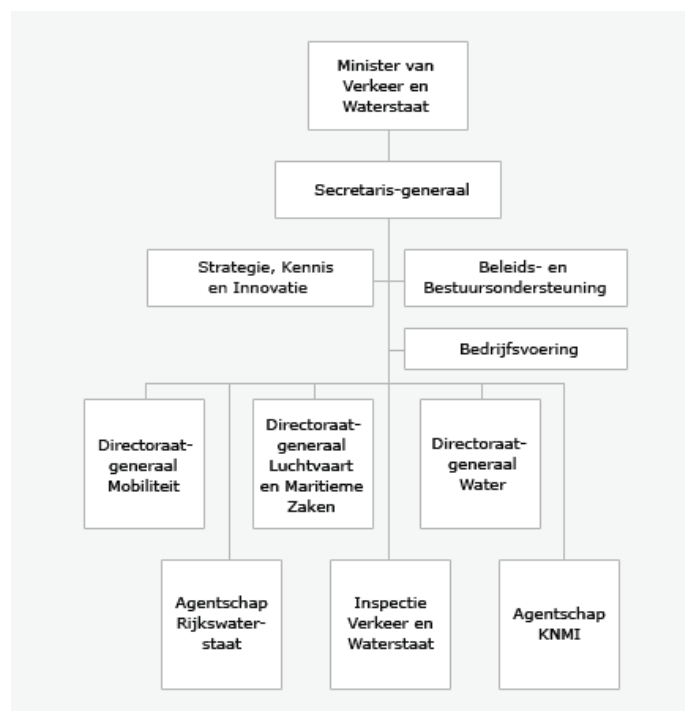 Minister van
Verkeer en
Waterstaat
Secretaris-generaal
Strategie, Kennis
en Innovatie
Beleids- en
Bestuursondersteuning
Bedrijfsvoering
Directoraat-
generaal
Mobiliteit
Directoraat-
generaal
Luchtvaart
en Maritieme
Zaken
Directoraat-
generaal
Water
Agentschap
Rijkswater-
staat
Inspectie
Verkeer en
Waterstaat
Agentschap
KNMI